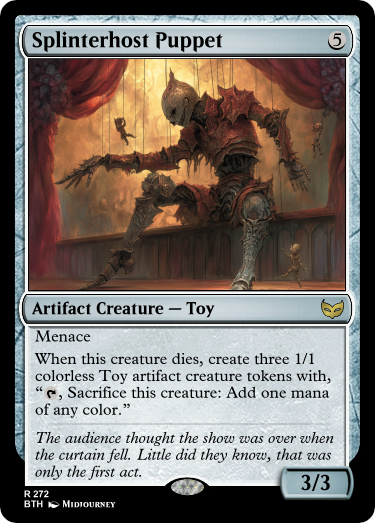 Splinterhost Puppet 5
Artifact Creature — Toy
Menace
When this creature dies, create three 1/1
colorless Toy artifact creature tokens with,
“, Sacrifice this creature: Add one mana
of any color.”
The audience thought the show was over when
the curtain fell. Little did they know, that was
only the first act.
3/3
R 272
BTH Midjourney